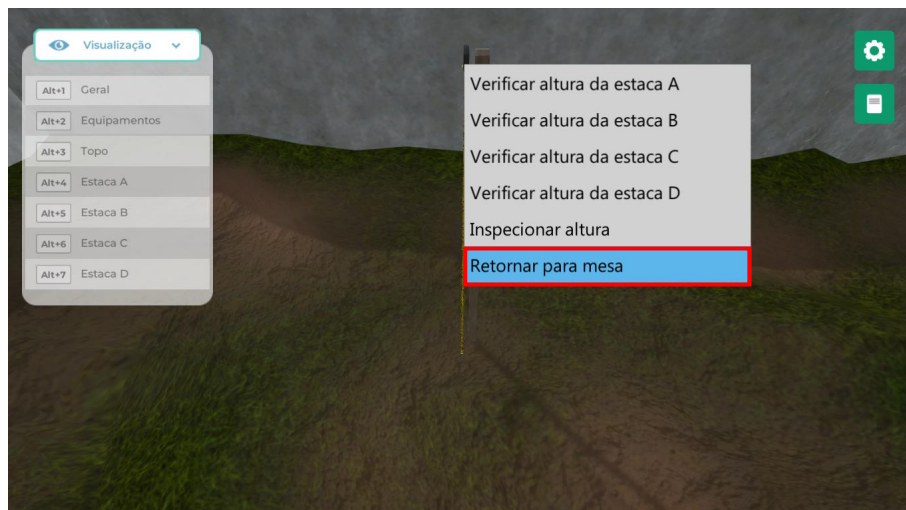 Visualização
Alt+1 Geral
Alt+2 Equipamentos
Alt+3 Topo
Alt+4 Estaca A
Alt+5 Estaca B
Alt+6 Estaca C
Alt+7 Estaca D
Verificar altura da estaca A
Verificar altura da estaca B
Verificar altura da estaca C
Verificar altura da estaca D
Inspecionar altura
Retornar para mesa